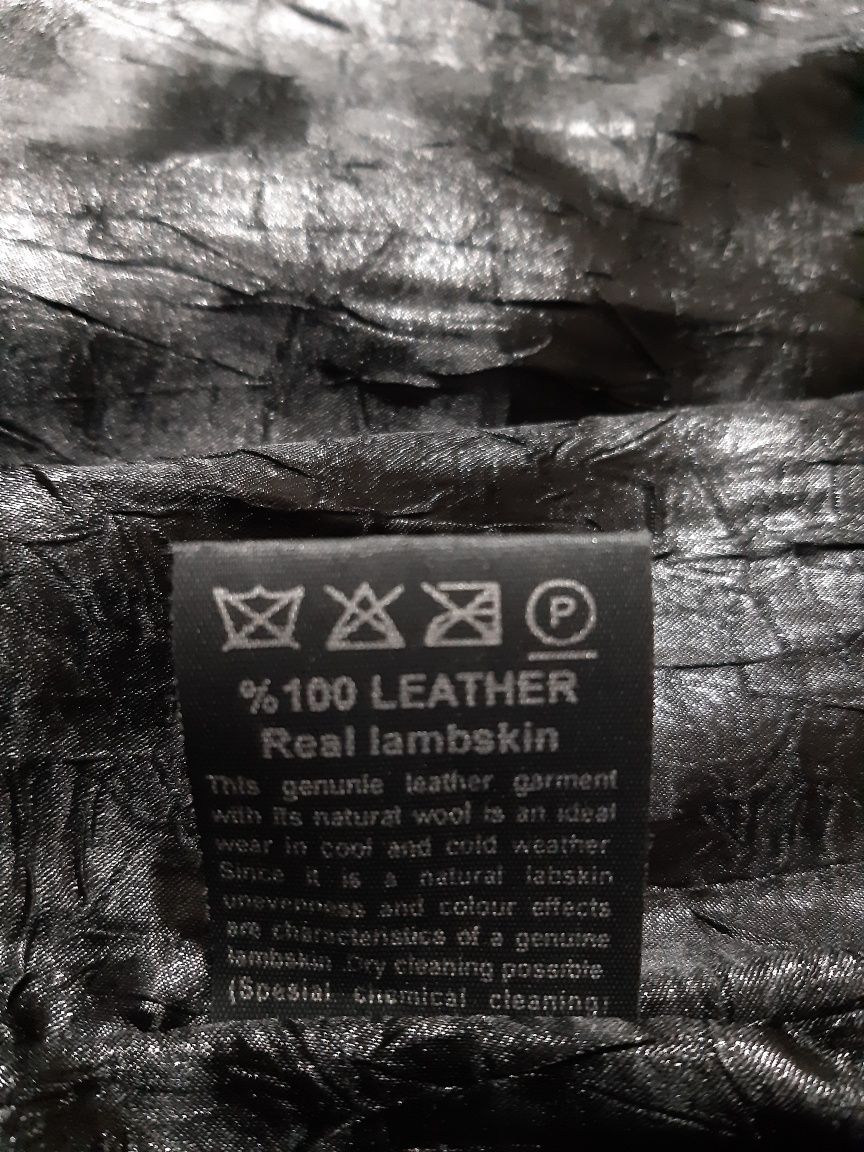 P
%100 LEATHER
Real lambskin
This genunie leather garment
with its natural wool is an ideal
wear in cool and cold weather
Since it is a natural labskin
unevenness and colour effects
are characteristics of a genuine
lambskin .Dry cleaning possible
(Spesial chemical cleaning)